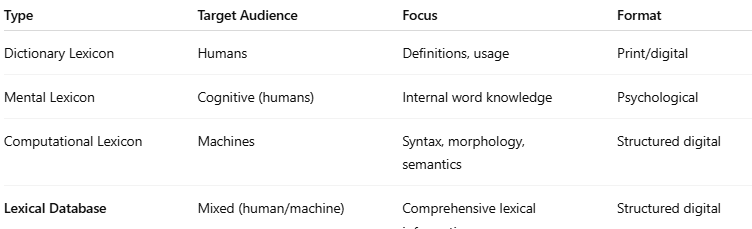 Type Target Audience Focus Format
Dictionary Lexicon Humans Definitions, usage Print/digital
Mental Lexicon Cognitive (humans) Internal word knowledge Psychological
Computational Lexicon Machines Syntax, morphology, Structured digital
semantics
Lexical Database Mixed (human/machine) Comprehensive lexical Structured digital